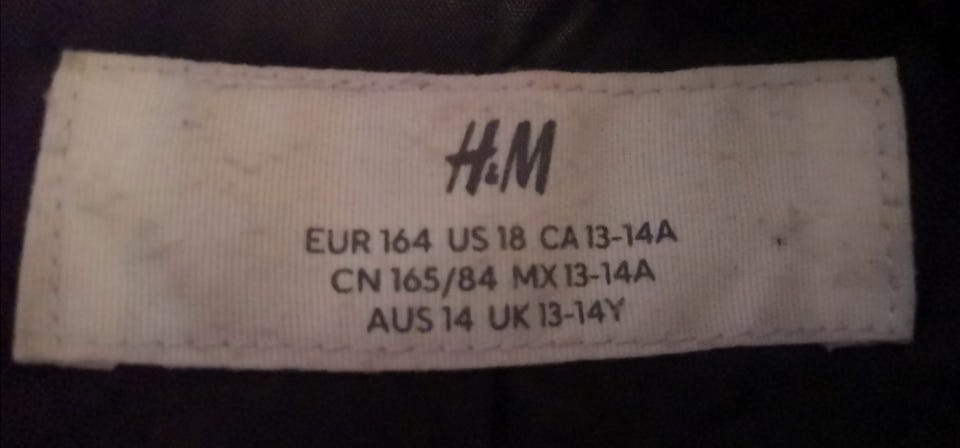 H&M
EUR 164 US 18 CA 13-14A
CN 165/84 MX 13-14A
AUS 14 UK 13-14Y